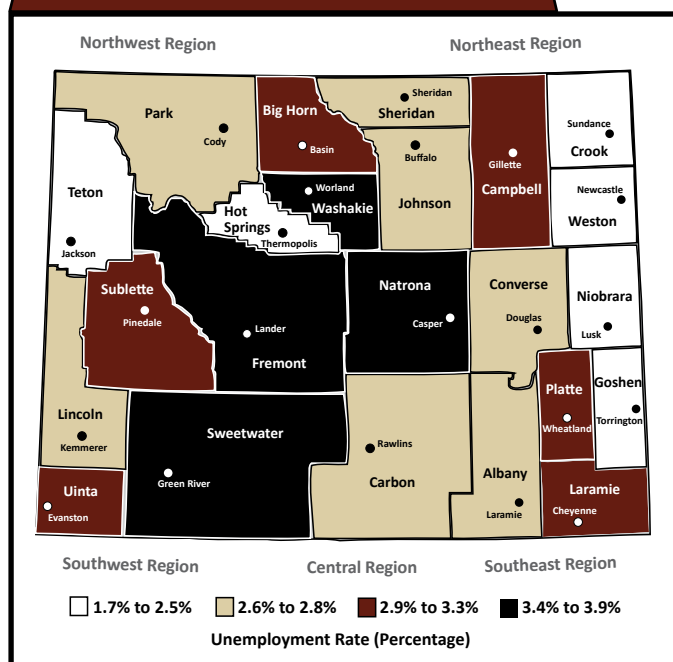 Northwest Region
Northeast Region
Park
Cody
Big Horn
Basin
Sheridan
Sheridan
Buffalo
Johnson
Gillette
Campbell
Sundance
Crook
Newcastle
Weston
Teton
Jackson
Worland
Washakie
Hot
Springs
Thermopolis
Sublette
Pinedale
Lander
Fremont
Natrona
Casper
Converse
Douglas
Niobrara
Lusk
Lincoln
Kemmerer
Sweetwater
Green River
Rawlins
Carbon
Albany
Laramie
Platte
Wheatland
Goshen
Torrington
Uinta
Evanston
Laramie
Cheyenne
Southwest Region
Central Region
Southeast Region
1.7% to 2.5%
2.6% to 2.8%
2.9% to 3.3%
3.4% to 3.9%
Unemployment Rate (Percentage)